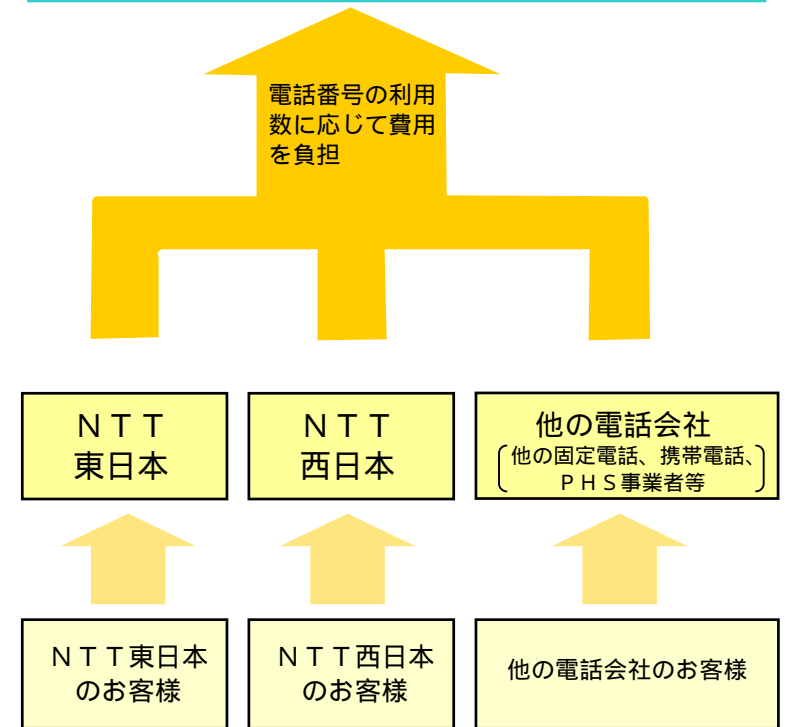 電話番号の利用
数に応じて費用
を負担
ＮＴＴ
東日本
ＮＴＴ
西日本
他の電話会社
他の固定電話、携帯電話、
ＰＨＳ事業者等
ＮＴＴ東日本
のお客様
ＮＴＴ西日本
のお客様
他の電話会社のお客様